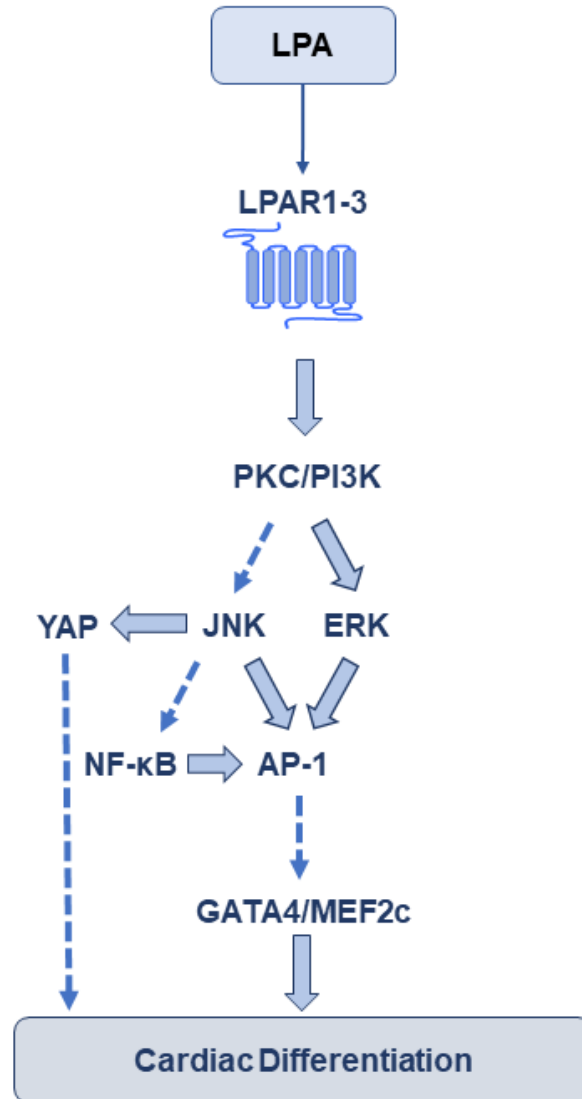 LPA
LPAR1-3
PKC/PI3K
YAP JNK ERK
NF-κB AP-1
GATA4/MEF2c
Cardiac Differentiation